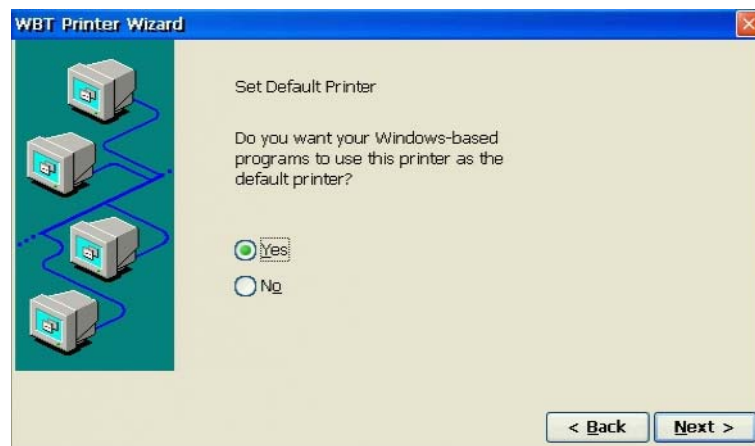 WBT Printer Wizard
Set Default Printer
Do you want your Windows-based
programs to use this printer as the
default printer?
Yes
No
< Back
Next >